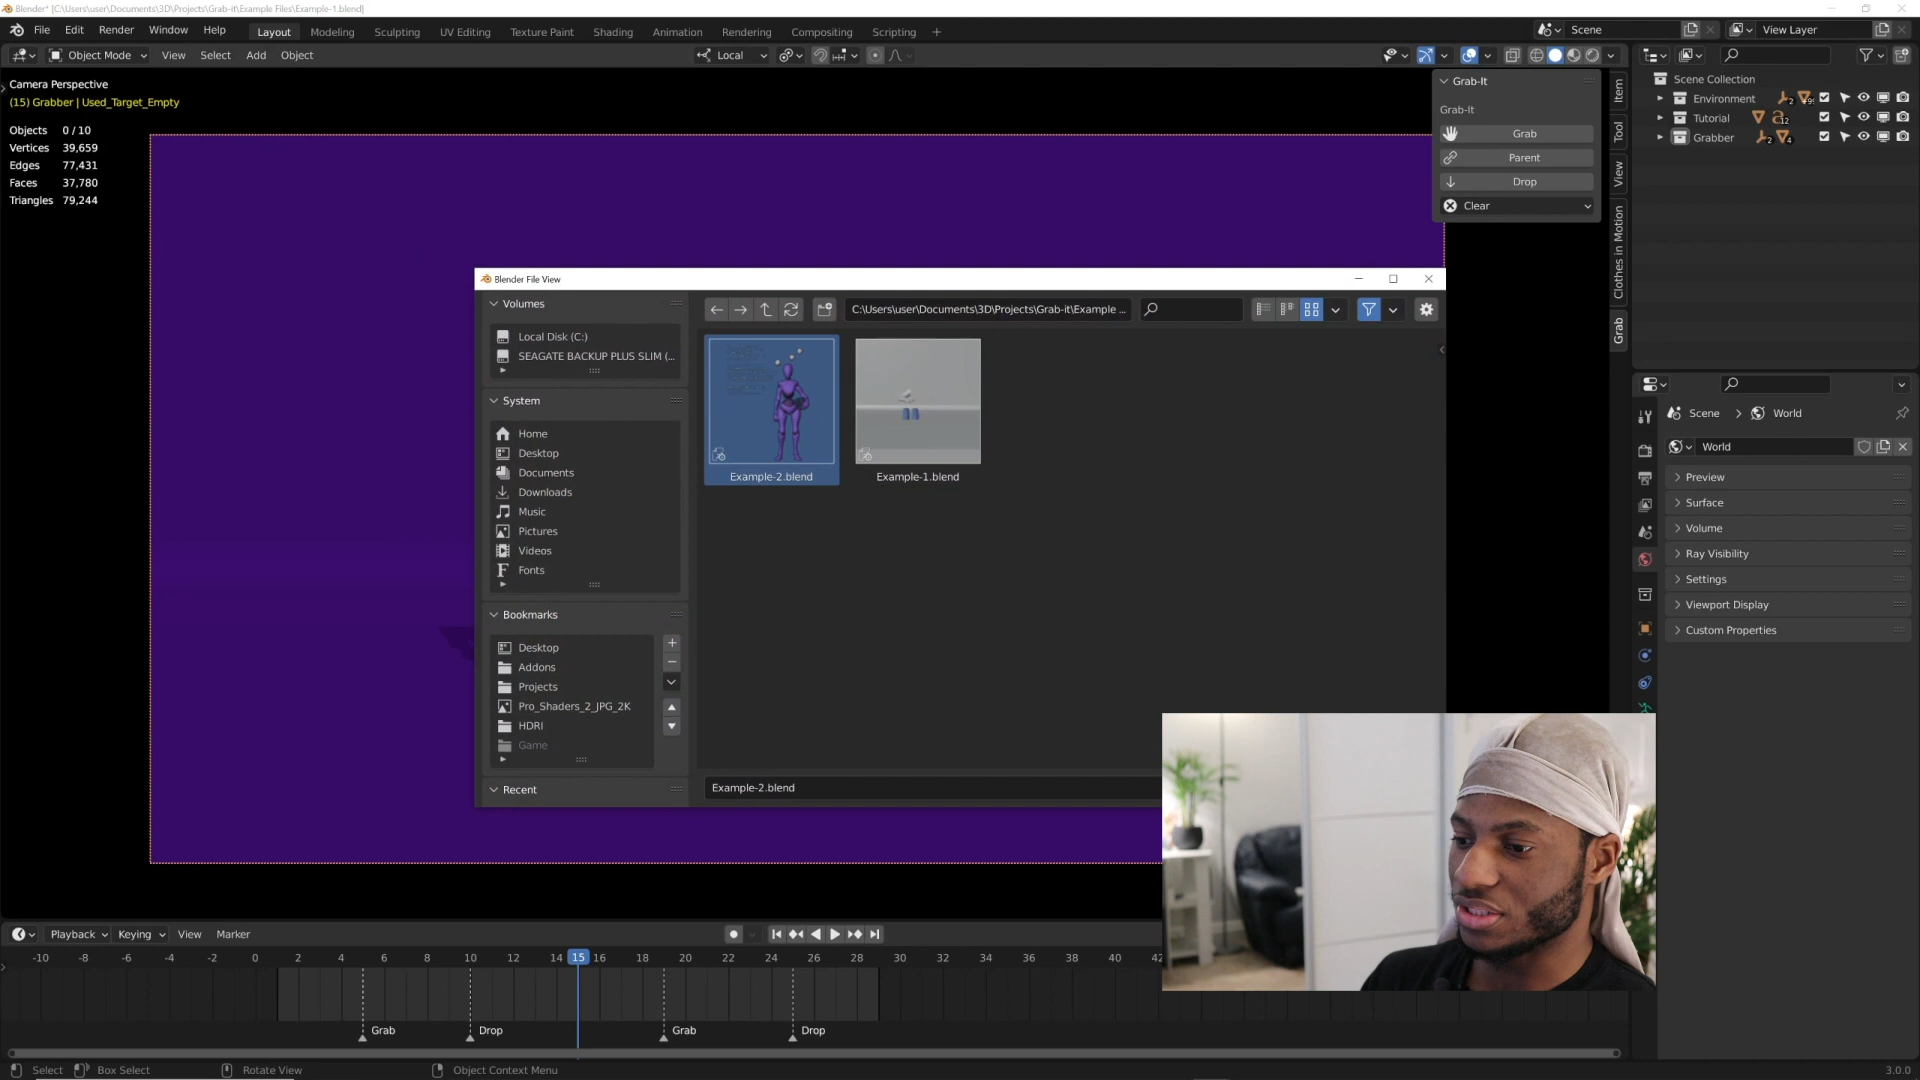 Blender* [C:\Users\user\Documents\3D\Projects\Grab-it\Example Files\Example-1.blend]
File Edit Render Window Help Layout Modeling Sculpting UV Editing Texture Paint Shading Animation Rendering Compositing Scripting + Scene View Layer
Object Mode View Select Add Object Local
Camera Perspective
(15) Grabber | Used_Target_Empty
Objects 0 / 10
Vertices 39,659
Edges 77,431
Faces 37,780
Triangles 79,244
Grab-It
Grab-It
Grab
Parent
Drop
Clear
Item
Tool
View
Clothes in Motion
Grab
Scene Collection
Environment 2
Tutorial 12
Grabber 2 4
Scene > World
World
Preview
Surface
Volume
Ray Visibility
Settings
Viewport Display
Custom Properties
Blender File View
Volumes
Local Disk (C:)
SEAGATE BACKUP PLUS SLIM (...
System
Home
Desktop
Documents
Downloads
Music
Pictures
Videos
Fonts
Bookmarks
Desktop
Addons
Projects
Pro_Shaders_2_JPG_2K
HDRI
Game
Recent
C:\Users\user\Documents\3D\Projects\Grab-it\Example ...
Example-2.blend
Example-1.blend
Example-2.blend
Playback Keying View Marker
-10 -8 -6 -4 -2 0 2 4 6 8 10 12 14 15 16 18 20 22 24 26 28 30 32 34 36 38 40 42
Grab Drop Grab Drop
Select Box Select Rotate View Object Context Menu 3.0.0